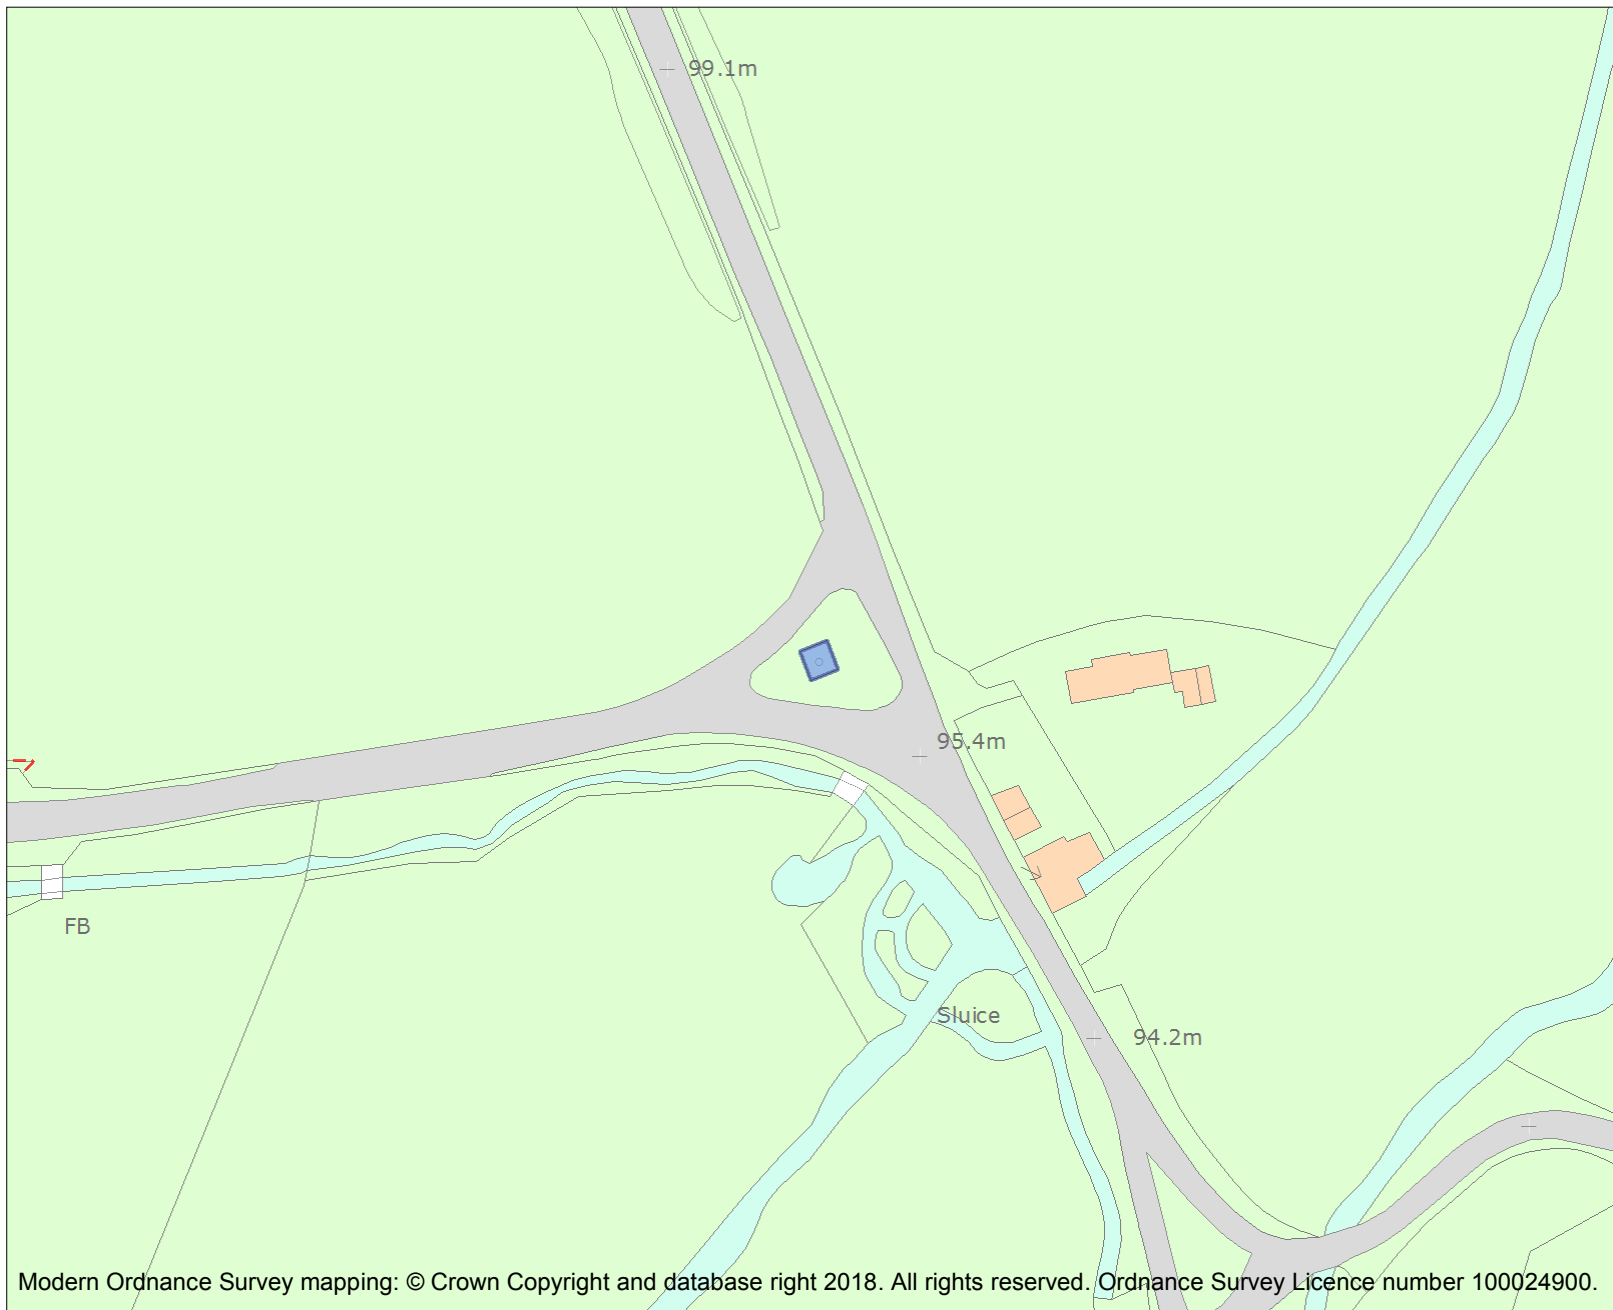 99.1m
95.4m
FB
Sluice
94.2m
Modern Ordnance Survey mapping: © Crown Copyright and database right 2018. All rights reserved. Ordnance Survey Licence number 100024900.